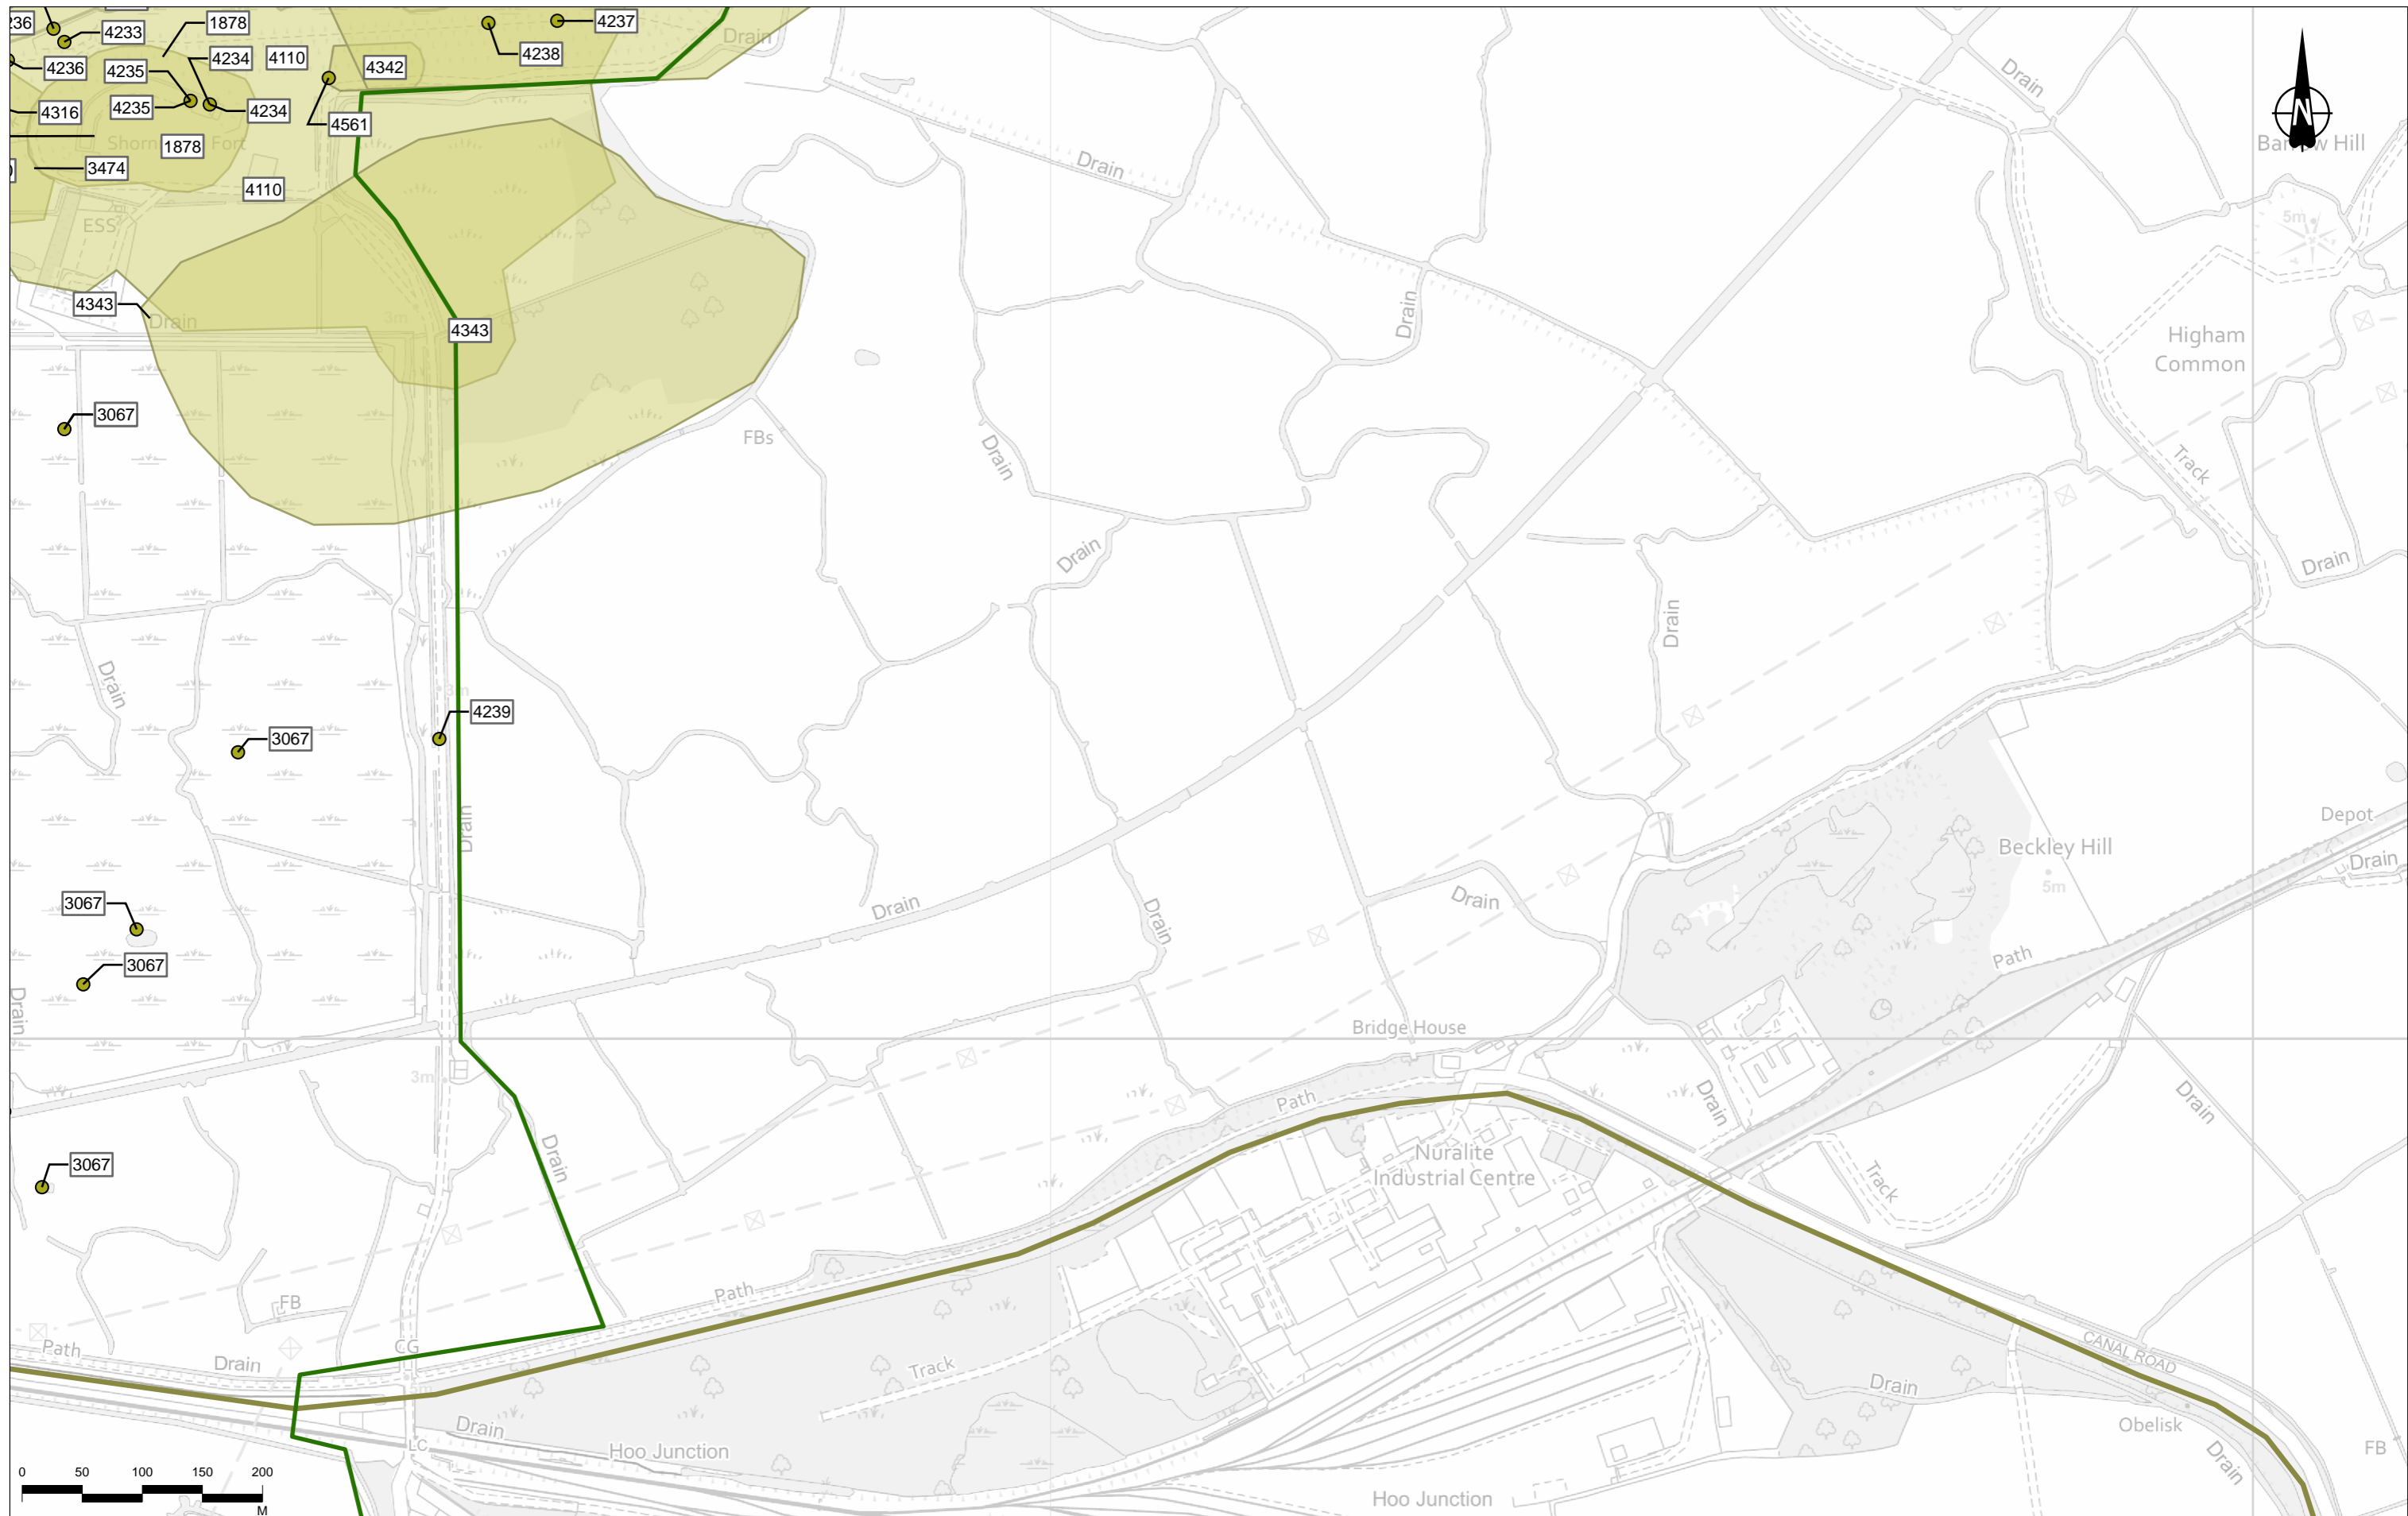 4233
1878
4237
Drain
4238
4234
4110
4236
4235
4342
Drain
4316
4235
4234
4561
N
1878
3474
Drain
4110
ESS
5m
4343
Drain
3m
4343
Drain
Higham
Common
3067
FBs
Drain
Track
Drain
Drain
Drain
Drain
3m
4239
3067
Drain
Depot
Beckley Hill
Drain
5m
3067
Drain
Drain
Drain
3067
Path
Drain
Bridge House
3m
Path
Drain
Drain
Drain
Nuralite
Industrial Centre
3067
Track
Path
FB
CG
Path
Drain
CANAL ROAD
Track
Drain
Obelisk
Drain
LC
Hoo Junction
FB
Drain
0 50 100 150 200
M
Hoo Junction